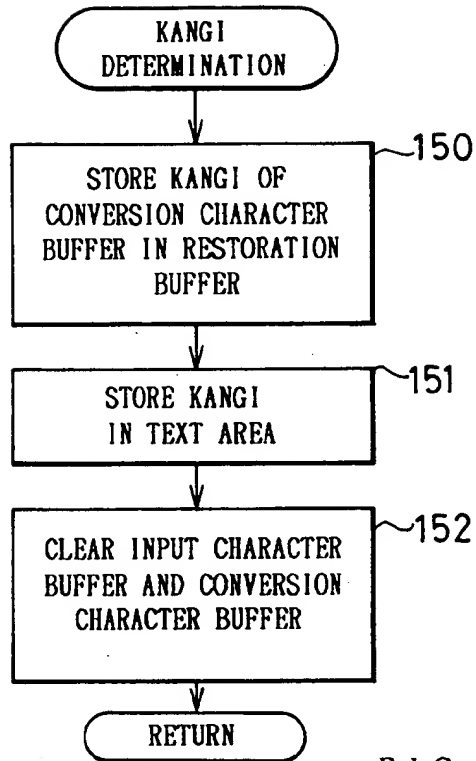 KANGI
DETERMINATION
150
STORE KANGI OF
CONVERSION CHARACTER
BUFFER IN RESTORATION
BUFFER
151
STORE KANGI
IN TEXT AREA
152
CLEAR INPUT CHARACTER
BUFFER AND CONVERSION
CHARACTER BUFFER
RETURN